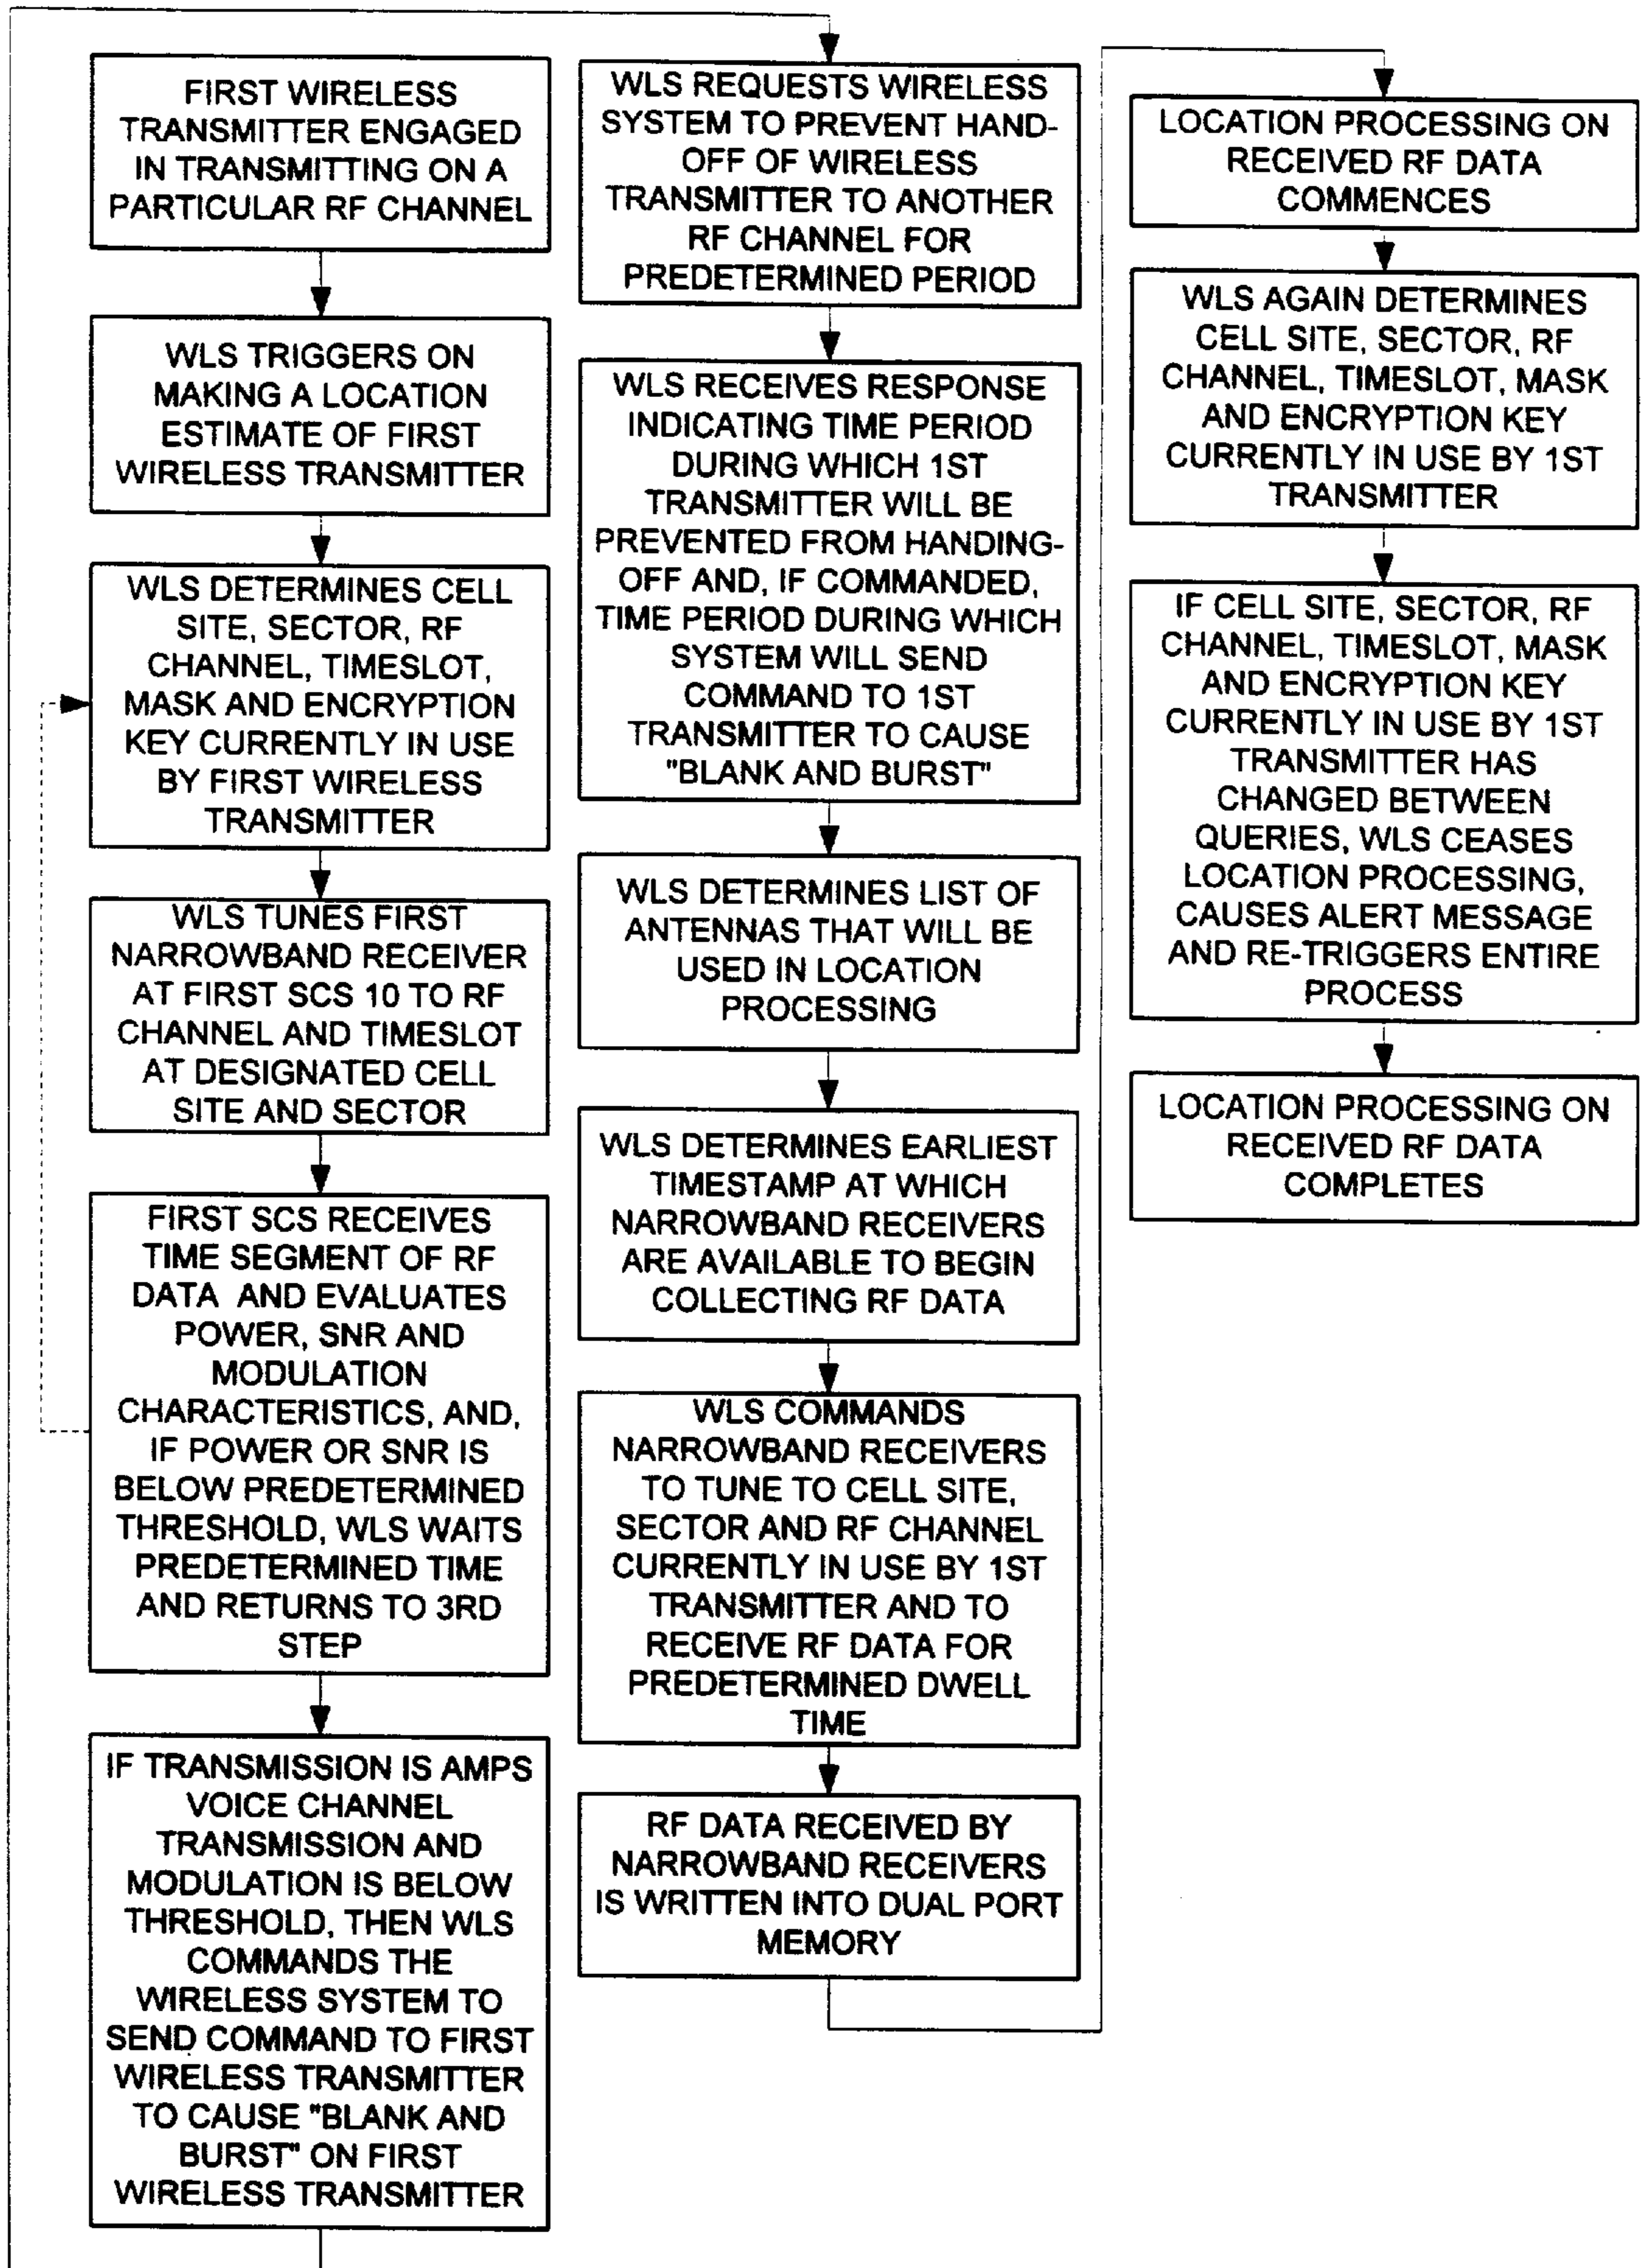 FIRST WIRELESS
TRANSMITTER ENGAGED
IN TRANSMITTING ON A
PARTICULAR RF CHANNEL
WLS TRIGGERS ON
MAKING A LOCATION
ESTIMATE OF FIRST
WIRELESS TRANSMITTER
WLS DETERMINES CELL
SITE, SECTOR, RF
CHANNEL, TIMESLOT,
MASK AND ENCRYPTION
KEY CURRENTLY IN USE
BY FIRST WIRELESS
TRANSMITTER
WLS TUNES FIRST
NARROWBAND RECEIVER
AT FIRST SCS 10 TO RF
CHANNEL AND TIMESLOT
AT DESIGNATED CELL
SITE AND SECTOR
FIRST SCS RECEIVES
TIME SEGMENT OF RF
DATA AND EVALUATES
POWER, SNR AND
MODULATION
CHARACTERISTICS, AND,
IF POWER OR SNR IS
BELOW PREDETERMINED
THRESHOLD, WLS WAITS
PREDETERMINED TIME
AND RETURNS TO 3RD
STEP
IF TRANSMISSION IS AMPS
VOICE CHANNEL
TRANSMISSION AND
MODULATION IS BELOW
THRESHOLD, THEN WLS
COMMANDS THE
WIRELESS SYSTEM TO
SEND COMMAND TO FIRST
WIRELESS TRANSMITTER
TO CAUSE "BLANK AND
BURST" ON FIRST
WIRELESS TRANSMITTER
WLS REQUESTS WIRELESS
SYSTEM TO PREVENT HAND-
OFF OF WIRELESS
TRANSMITTER TO ANOTHER
RF CHANNEL FOR
PREDETERMINED PERIOD
WLS RECEIVES RESPONSE
INDICATING TIME PERIOD
DURING WHICH 1ST
TRANSMITTER WILL BE
PREVENTED FROM HANDING-
OFF AND, IF COMMANDED,
TIME PERIOD DURING WHICH
SYSTEM WILL SEND
COMMAND TO 1ST
TRANSMITTER TO CAUSE
"BLANK AND BURST"
WLS DETERMINES LIST OF
ANTENNAS THAT WILL BE
USED IN LOCATION
PROCESSING
WLS DETERMINES EARLIEST
TIMESTAMP AT WHICH
NARROWBAND RECEIVERS
ARE AVAILABLE TO BEGIN
COLLECTING RF DATA
WLS COMMANDS
NARROWBAND RECEIVERS
TO TUNE TO CELL SITE,
SECTOR AND RF CHANNEL
CURRENTLY IN USE BY 1ST
TRANSMITTER AND TO
RECEIVE RF DATA FOR
PREDETERMINED DWELL
TIME
RF DATA RECEIVED BY
NARROWBAND RECEIVERS
IS WRITTEN INTO DUAL PORT
MEMORY
LOCATION PROCESSING ON
RECEIVED RF DATA
COMMENCES
WLS AGAIN DETERMINES
CELL SITE, SECTOR, RF
CHANNEL, TIMESLOT, MASK
AND ENCRYPTION KEY
CURRENTLY IN USE BY 1ST
TRANSMITTER
IF CELL SITE, SECTOR, RF
CHANNEL, TIMESLOT, MASK
AND ENCRYPTION KEY
CURRENTLY IN USE BY 1ST
TRANSMITTER HAS
CHANGED BETWEEN
QUERIES, WLS CEASES
LOCATION PROCESSING,
CAUSES ALERT MESSAGE
AND RE-TRIGGERS ENTIRE
PROCESS
LOCATION PROCESSING ON
RECEIVED RF DATA
COMPLETES